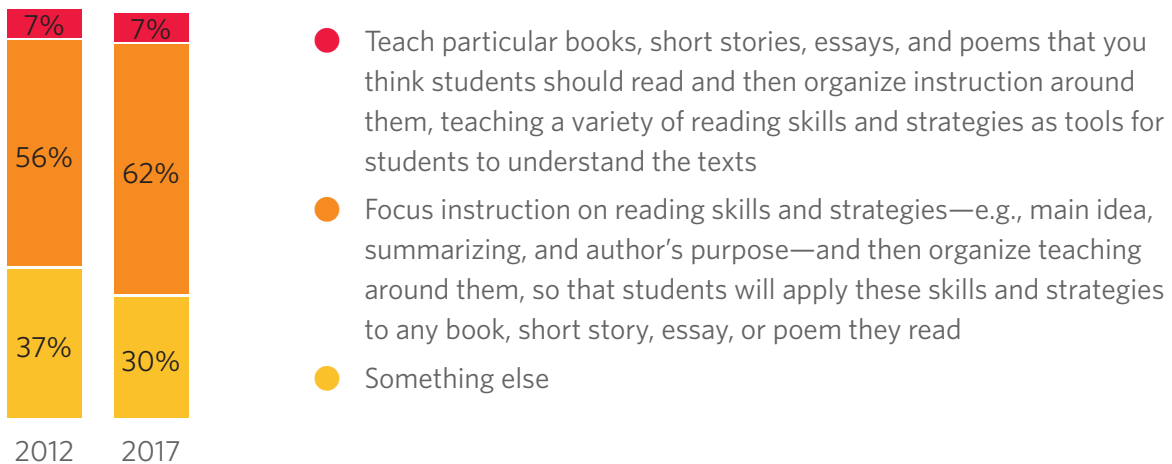 7%
7%
56%
62%
37%
30%
2012
2017
Teach particular books, short stories, essays, and poems that you
think students should read and then organize instruction around
them, teaching a variety of reading skills and strategies as tools for
students to understand the texts
Focus instruction on reading skills and strategies—e.g., main idea,
summarizing, and author’s purpose—and then organize teaching
around them, so that students will apply these skills and strategies
to any book, short story, essay, or poem they read
Something else